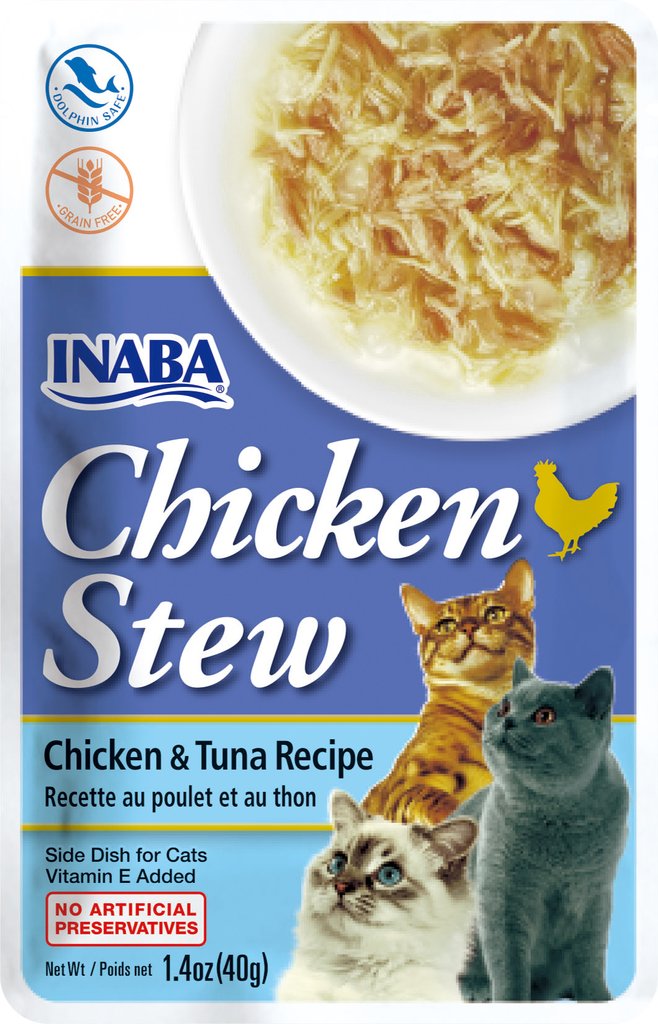 DOLPHIN SAFE
GRAIN FREE
INABA®
Chicken
Stew
Chicken & Tuna Recipe
Recette au poulet et au thon
Side Dish for Cats
Vitamin E Added
NO ARTIFICIAL
PRESERVATIVES
Net Wt / Poids net 1.4oz(40g)